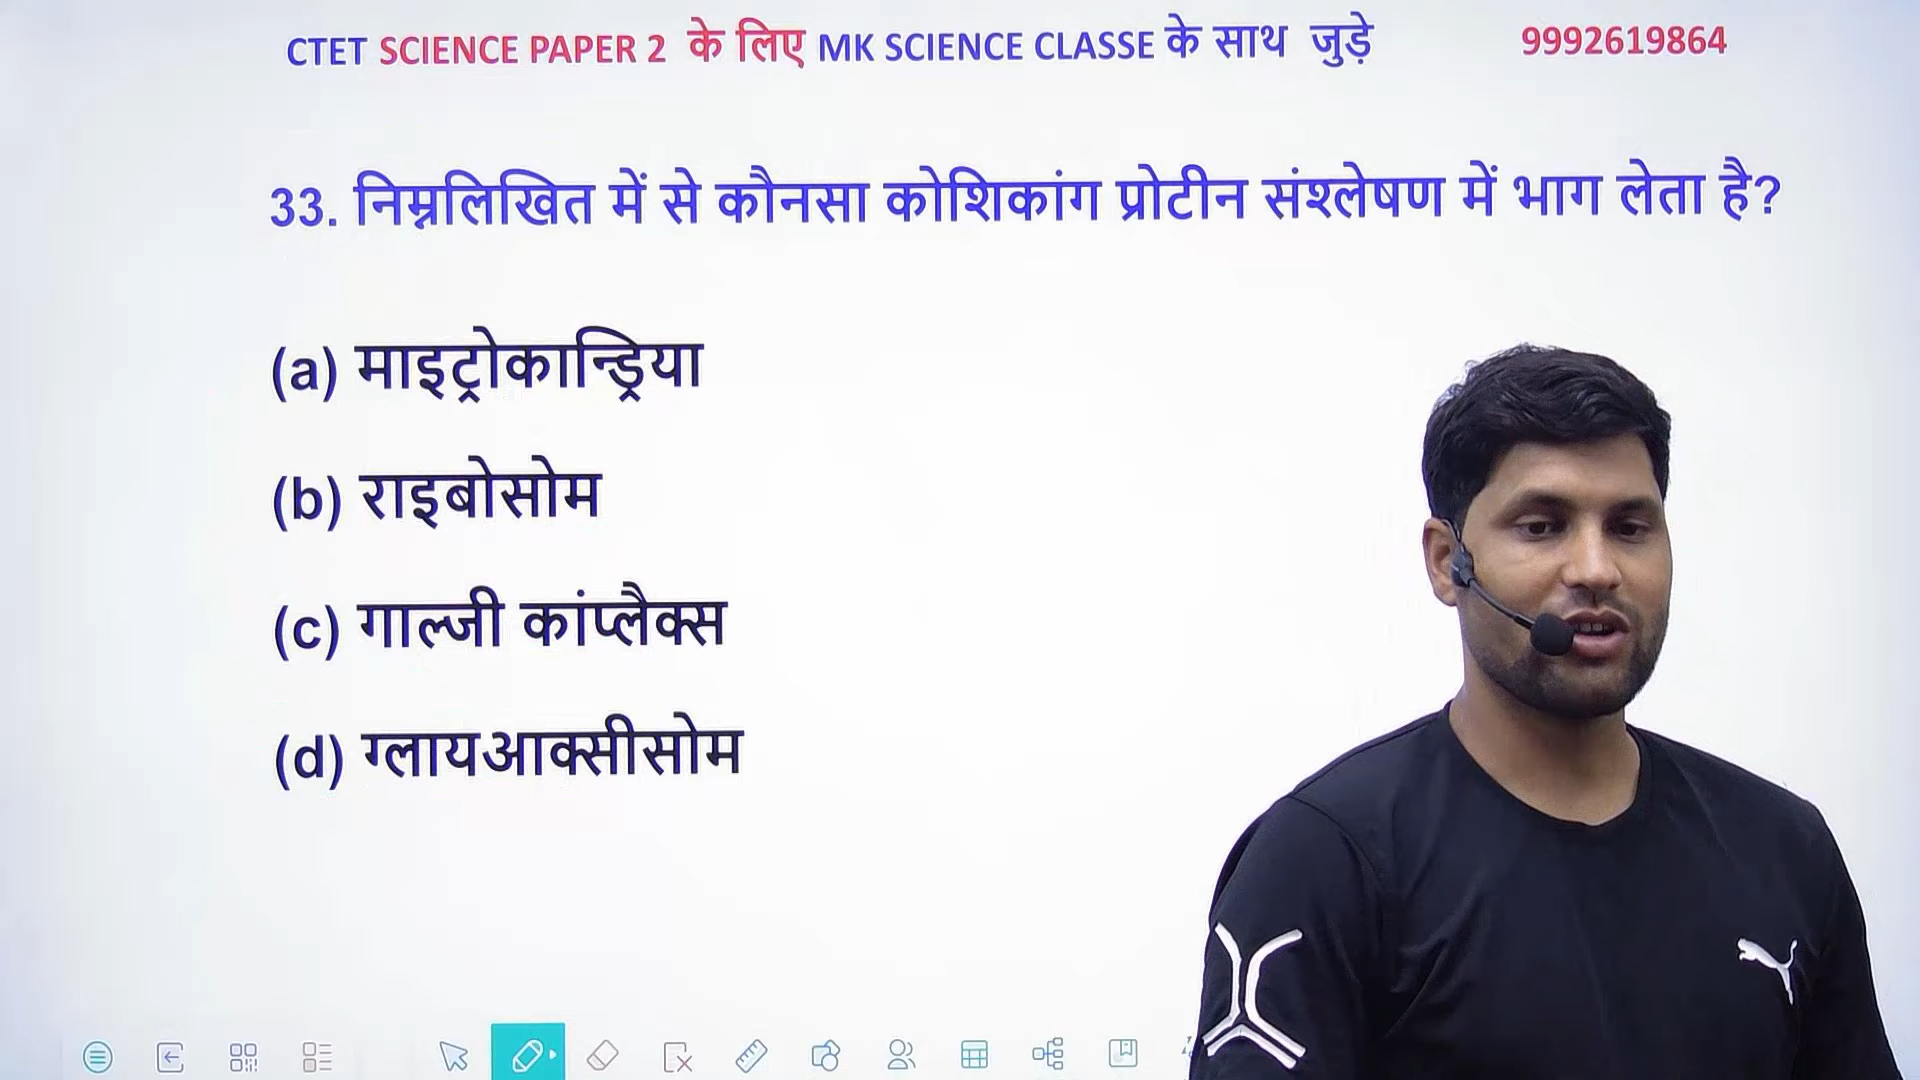 CTET SCIENCE PAPER 2 के लिए MK SCIENCE CLASSE के साथ जुड़े 9992619864
33. निम्नलिखित में से कौनसा कोशिकांग प्रोटीन संश्लेषण में भाग लेता है?
(a) माइट्रोकान्ड्रिया
(b) राइबोसोम
(c) गाल्जी कांप्लैक्स
(d) ग्लायआक्सीसोम